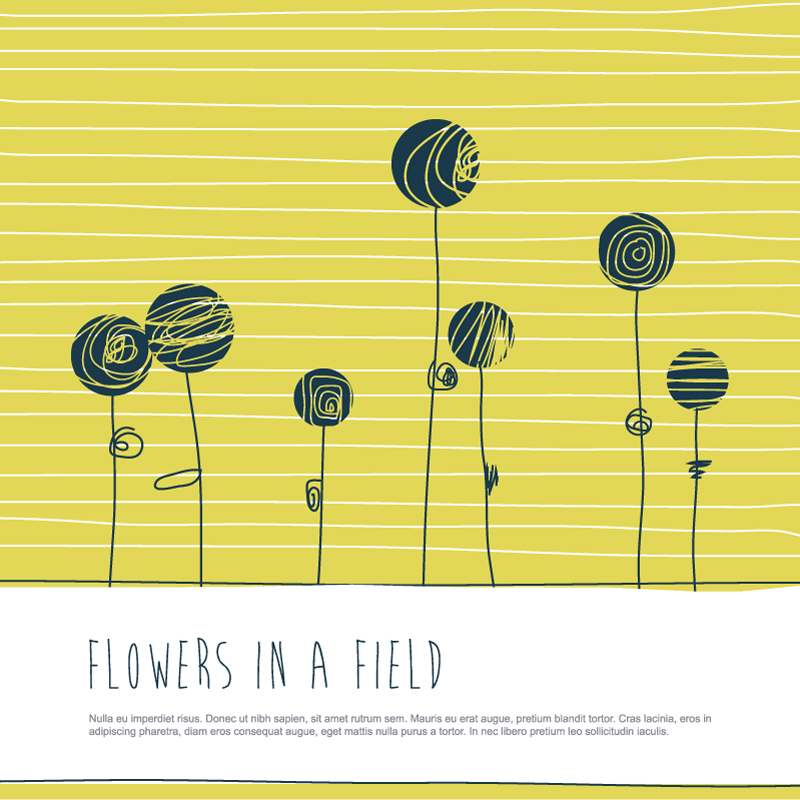 FLOWERS IN A FIELD
Nulla eu imperdiet risus. Donec ut nibh sapien, sit amet rutrum sem. Mauris eu erat augue, pretium blandit tortor. Cras lacinia, eros in
adipiscing pharetra, diam eros consequat augue, eget mattis nulla purus a tortor. In nec libero pretium leo sollicitudin iaculis.